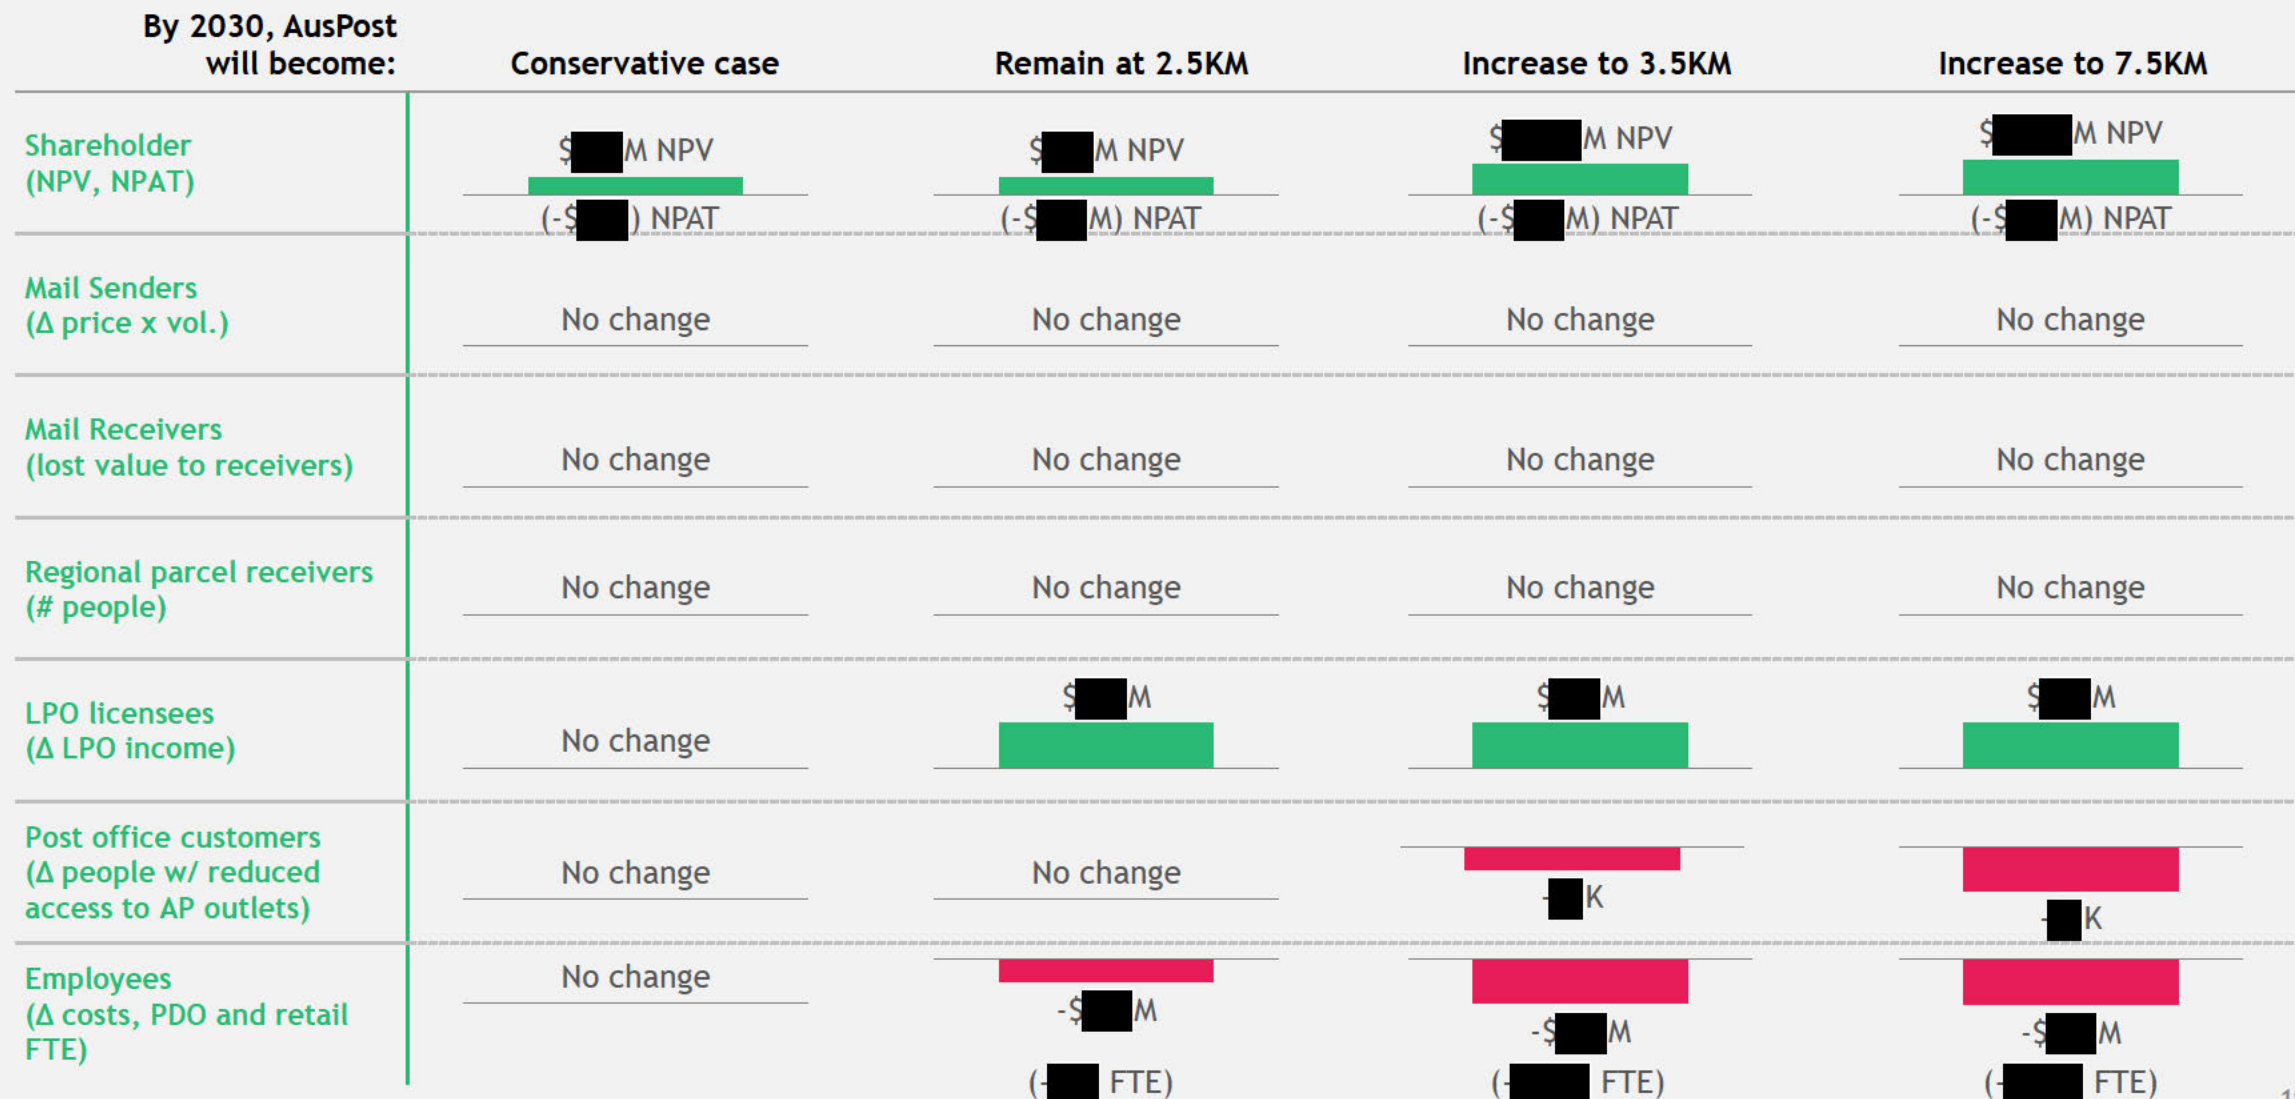 By 2030, AusPost
will become:
Conservative case
Remain at 2.5KM
Increase to 3.5KM
Increase to 7.5KM
Shareholder
(NPV, NPAT)
$ M NPV
(-$ ) NPAT
$ M NPV
(-$ M) NPAT
$ M NPV
(-$ M) NPAT
$ M NPV
(-$ M) NPAT
Mail Senders
(Δ price x vol.)
No change
No change
No change
No change
Mail Receivers
(lost value to receivers)
No change
No change
No change
No change
Regional parcel receivers
(# people)
No change
No change
No change
No change
LPO licensees
(Δ LPO income)
No change
$ M
$ M
$ M
Post office customers
(Δ people w/ reduced
access to AP outlets)
No change
No change
- K
- K
Employees
(Δ costs, PDO and retail
FTE)
No change
-$ M
(- FTE)
-$ M
(- FTE)
-$ M
(- FTE)